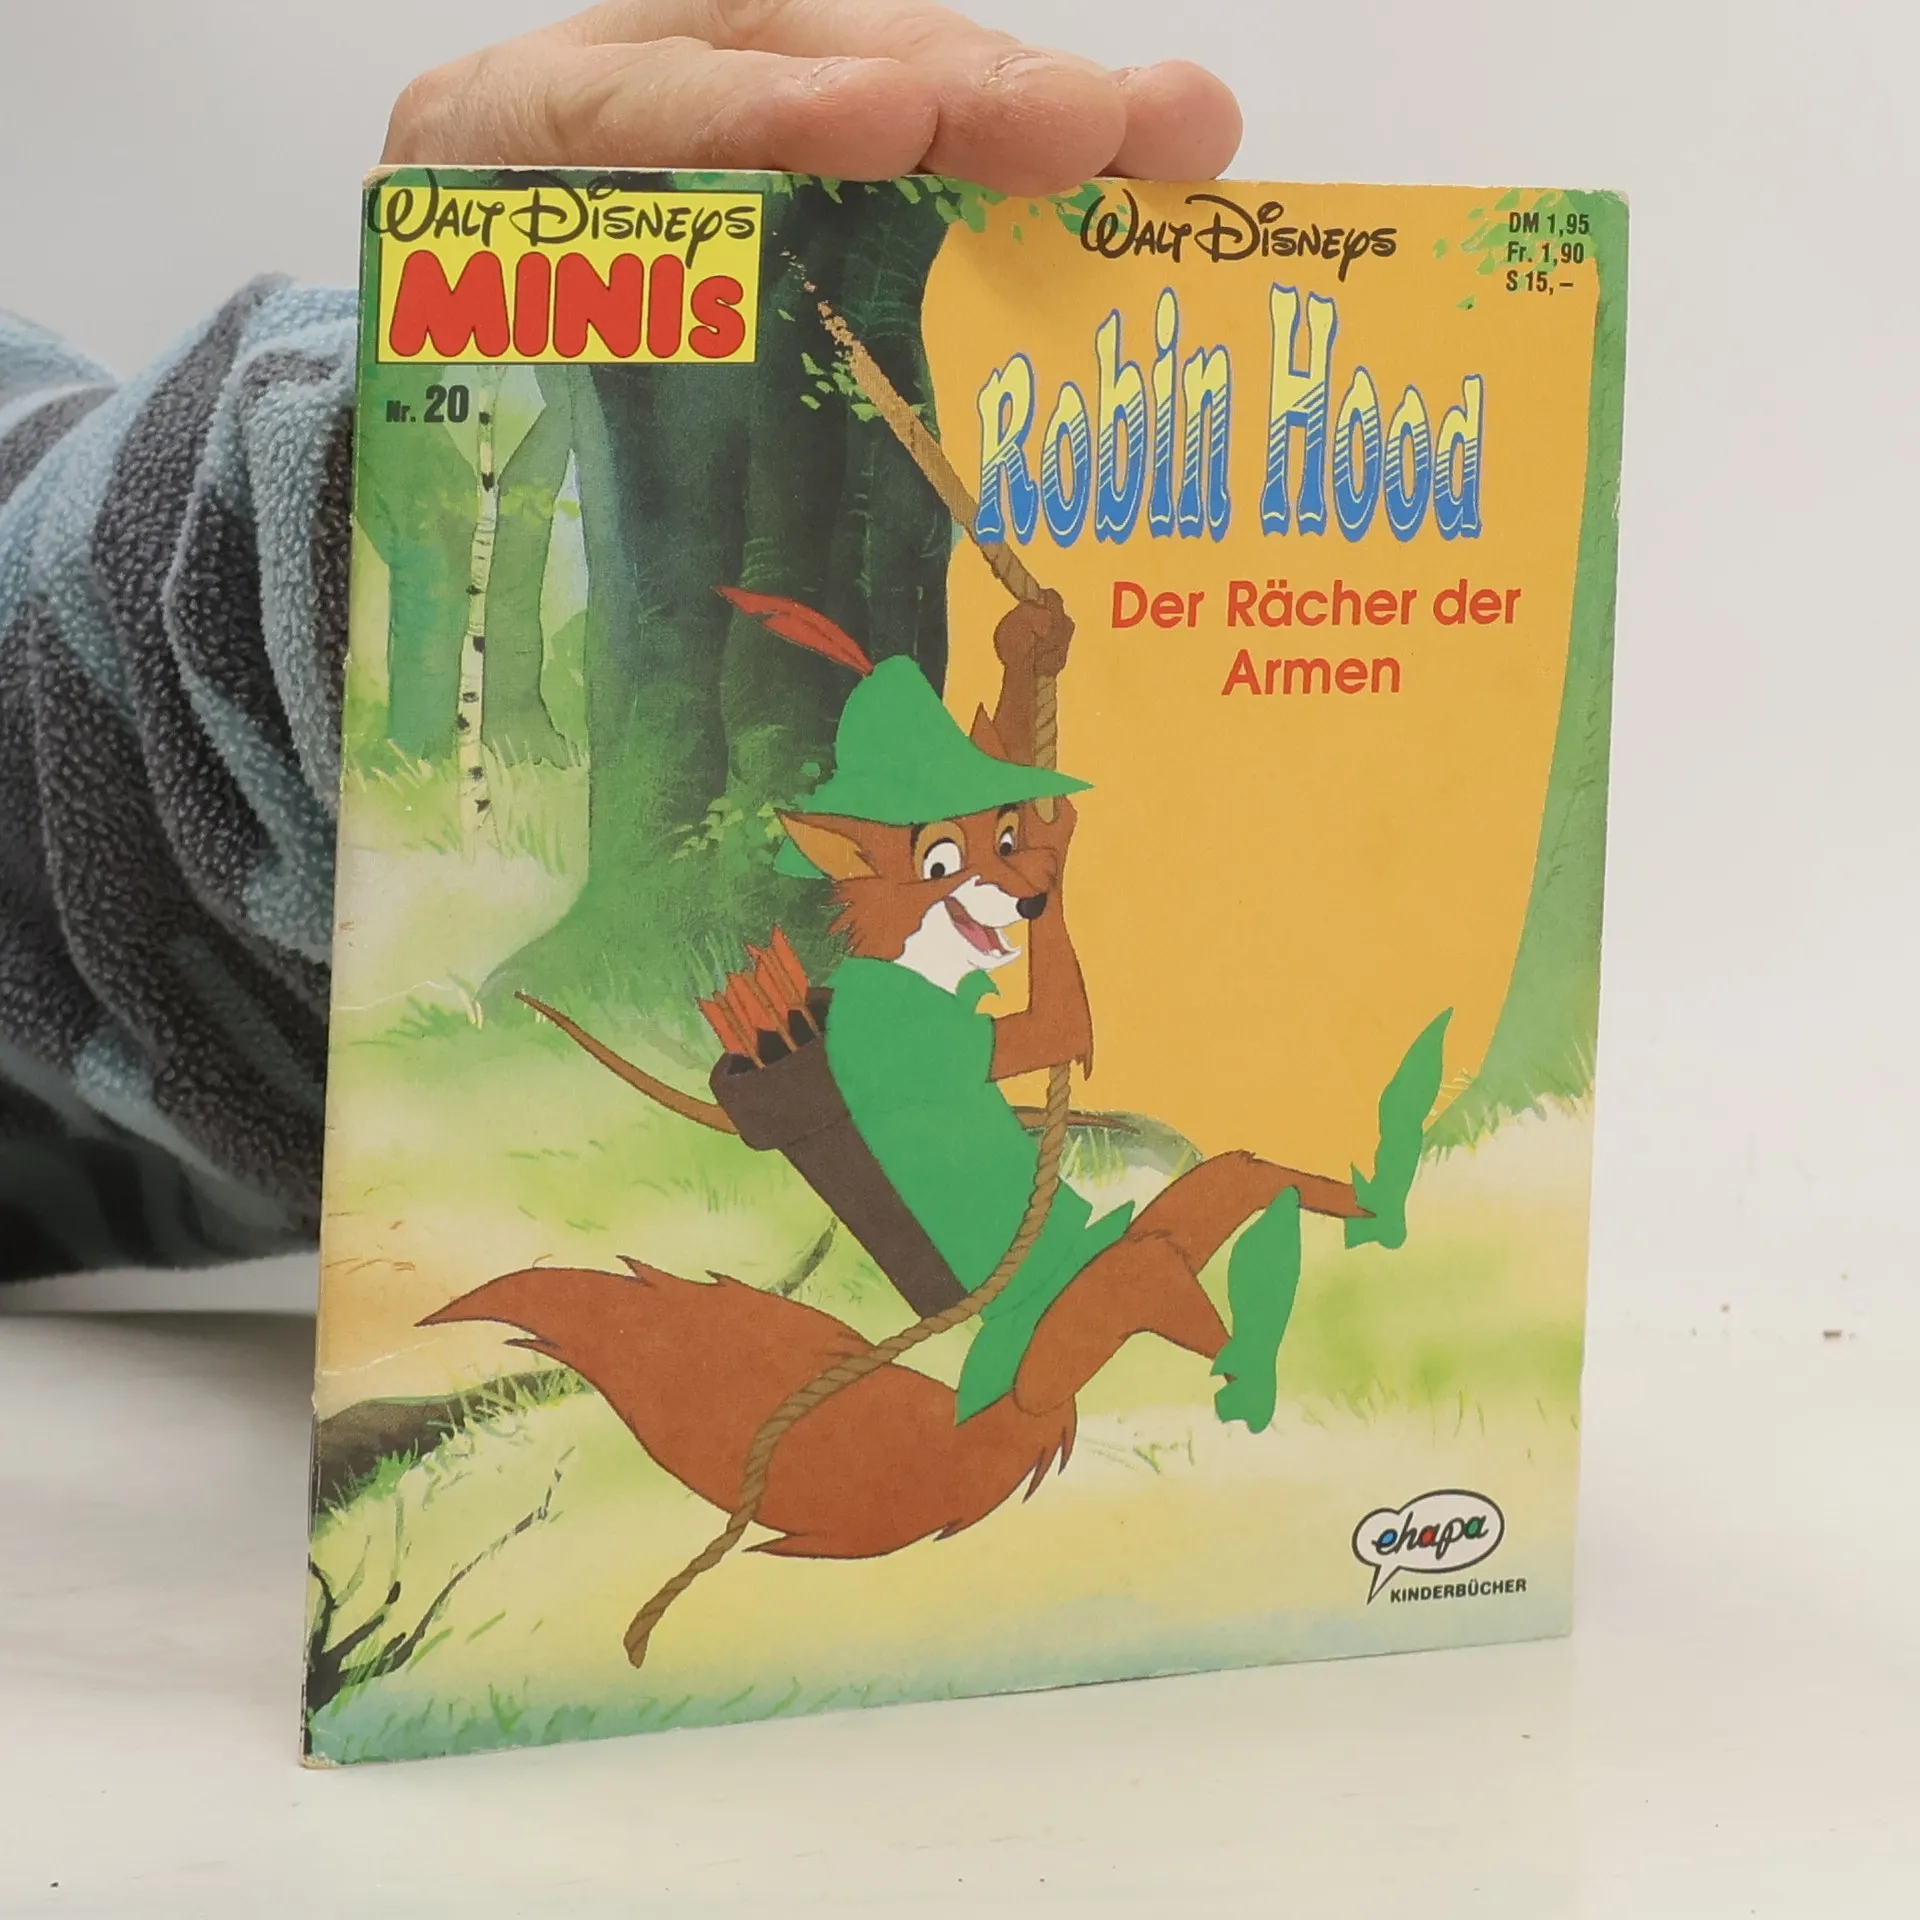 WALT DISNEYS
MINIs
Nr. 20
WALT DISNEYS
DM 1,95
Fr. 1,90
S 15,–
Robin Hood
Der Rächer der
Armen
ehapa
KINDERBÜCHER